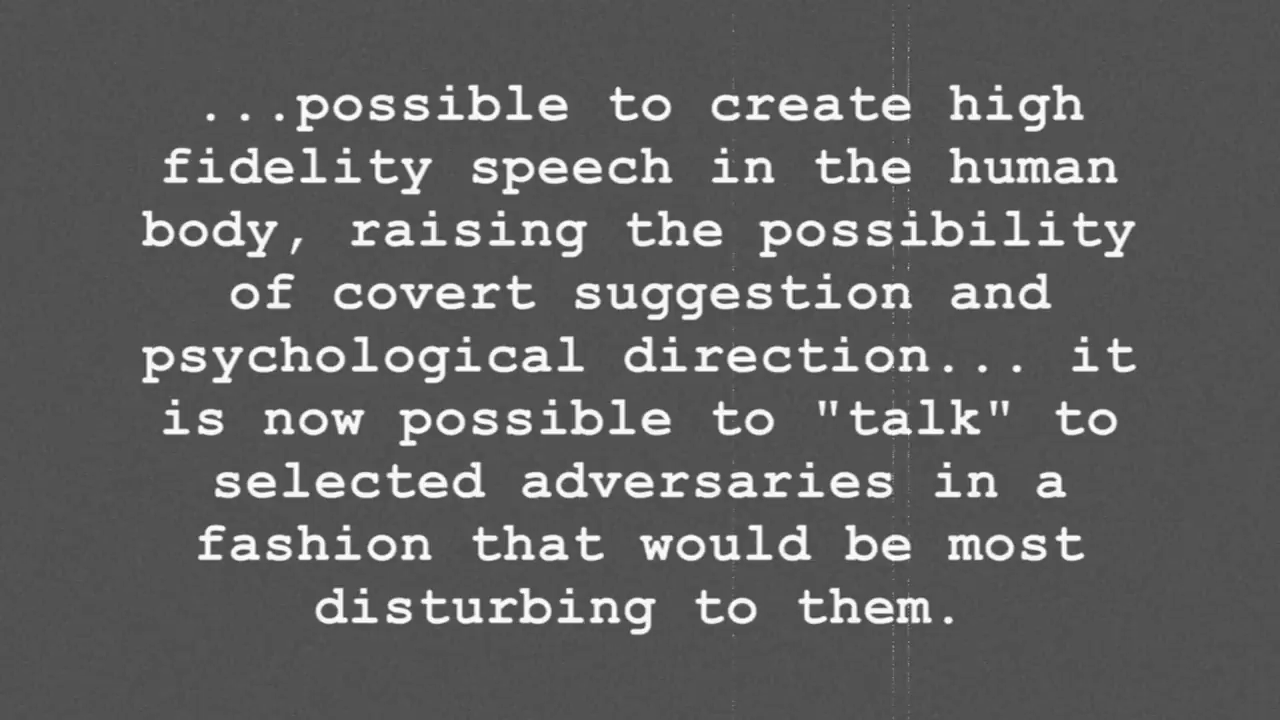 ...possible to create high
fidelity speech in the human
body, raising the possibility
of covert suggestion and
psychological direction... it
is now possible to "talk" to
selected adversaries in a
fashion that would be most
disturbing to them.